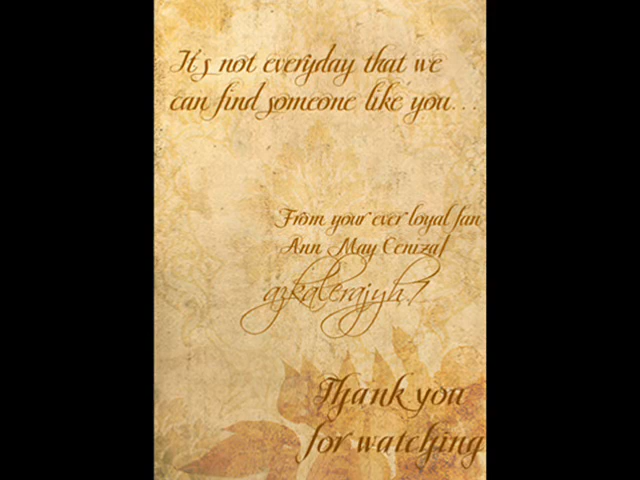 It's not everyday that we
can find someone like you...
From your ever loyal fan
Ann May Ceniza/
azkalerajyh17
Thank you
for watching